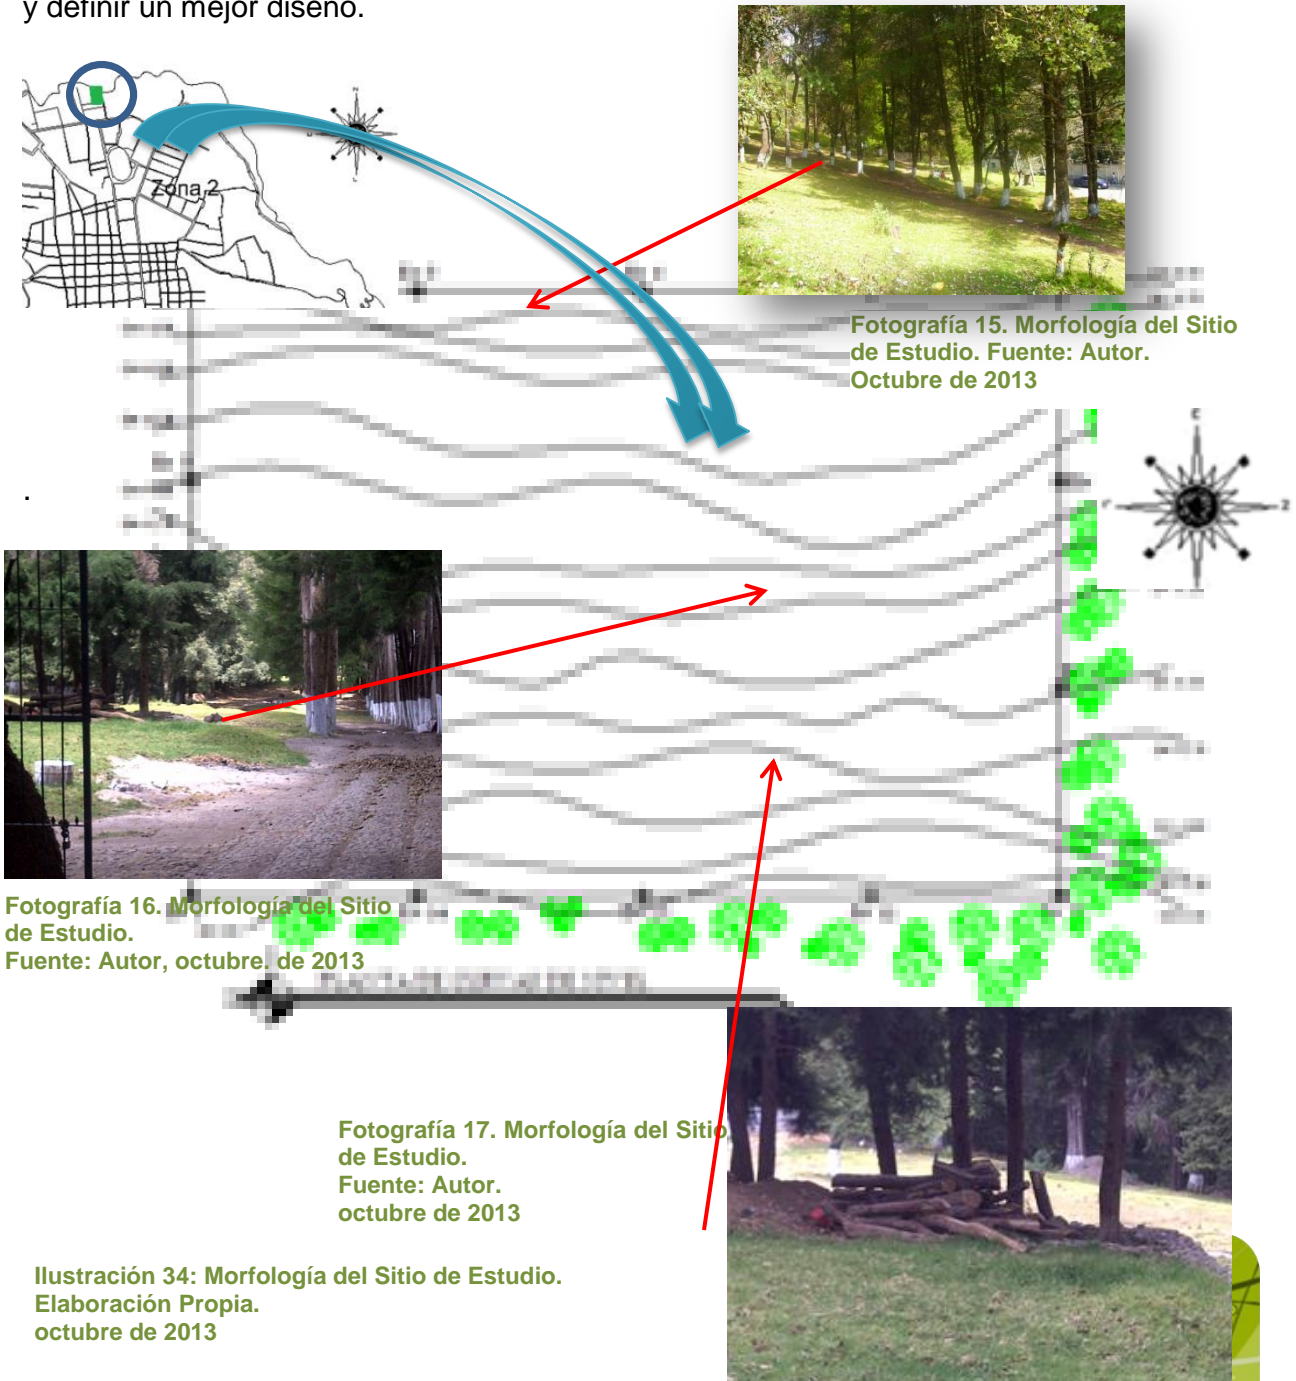 y definir un mejor diseño.
Zona 2
Fotografía 15. Morfología del Sitio
de Estudio. Fuente: Autor.
Octubre de 2013
.
Fotografía 16. Morfología del Sitio
de Estudio.
Fuente: Autor, octubre. de 2013
Fotografía 17. Morfología del Sitio
de Estudio.
Fuente: Autor.
octubre de 2013
Ilustración 34: Morfología del Sitio de Estudio.
Elaboración Propia.
octubre de 2013